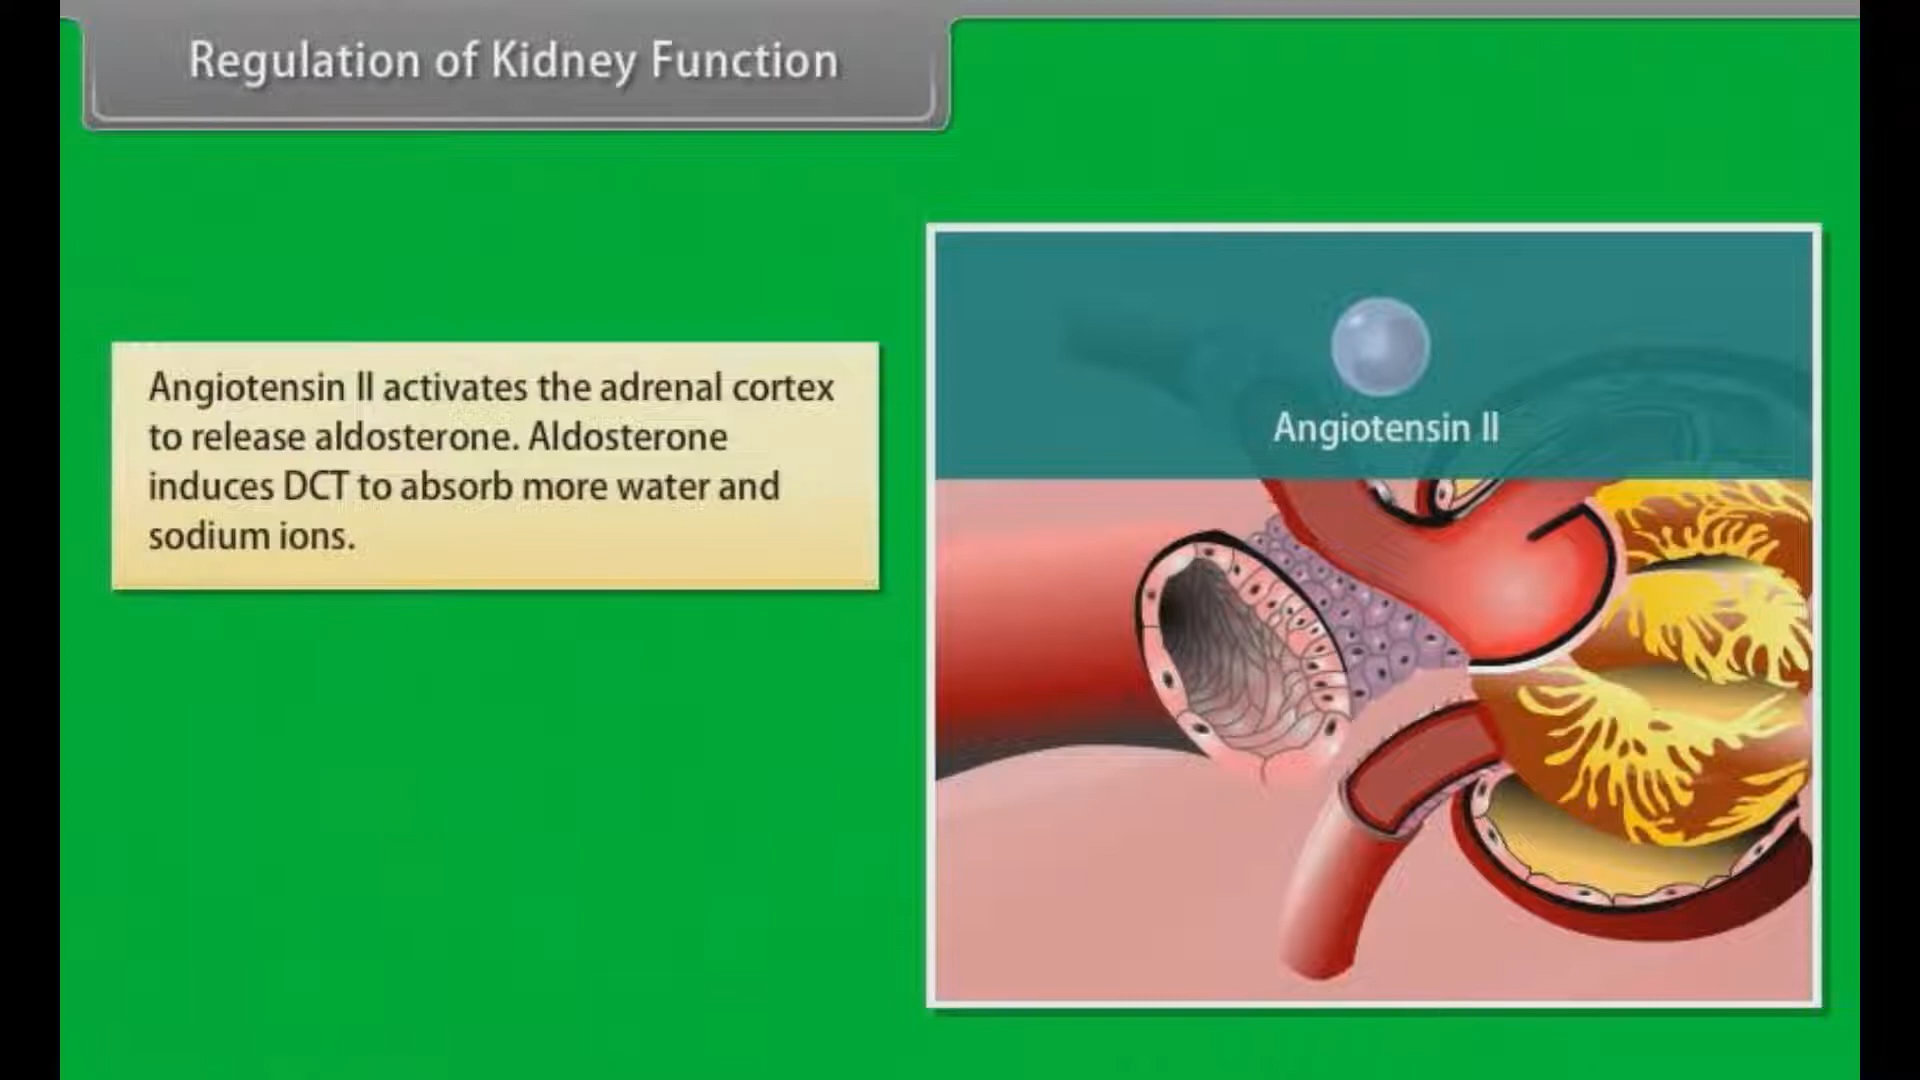 Regulation of Kidney Function
Angiotensin II activates the adrenal cortex
to release aldosterone. Aldosterone
induces DCT to absorb more water and
sodium ions.
Angiotensin II